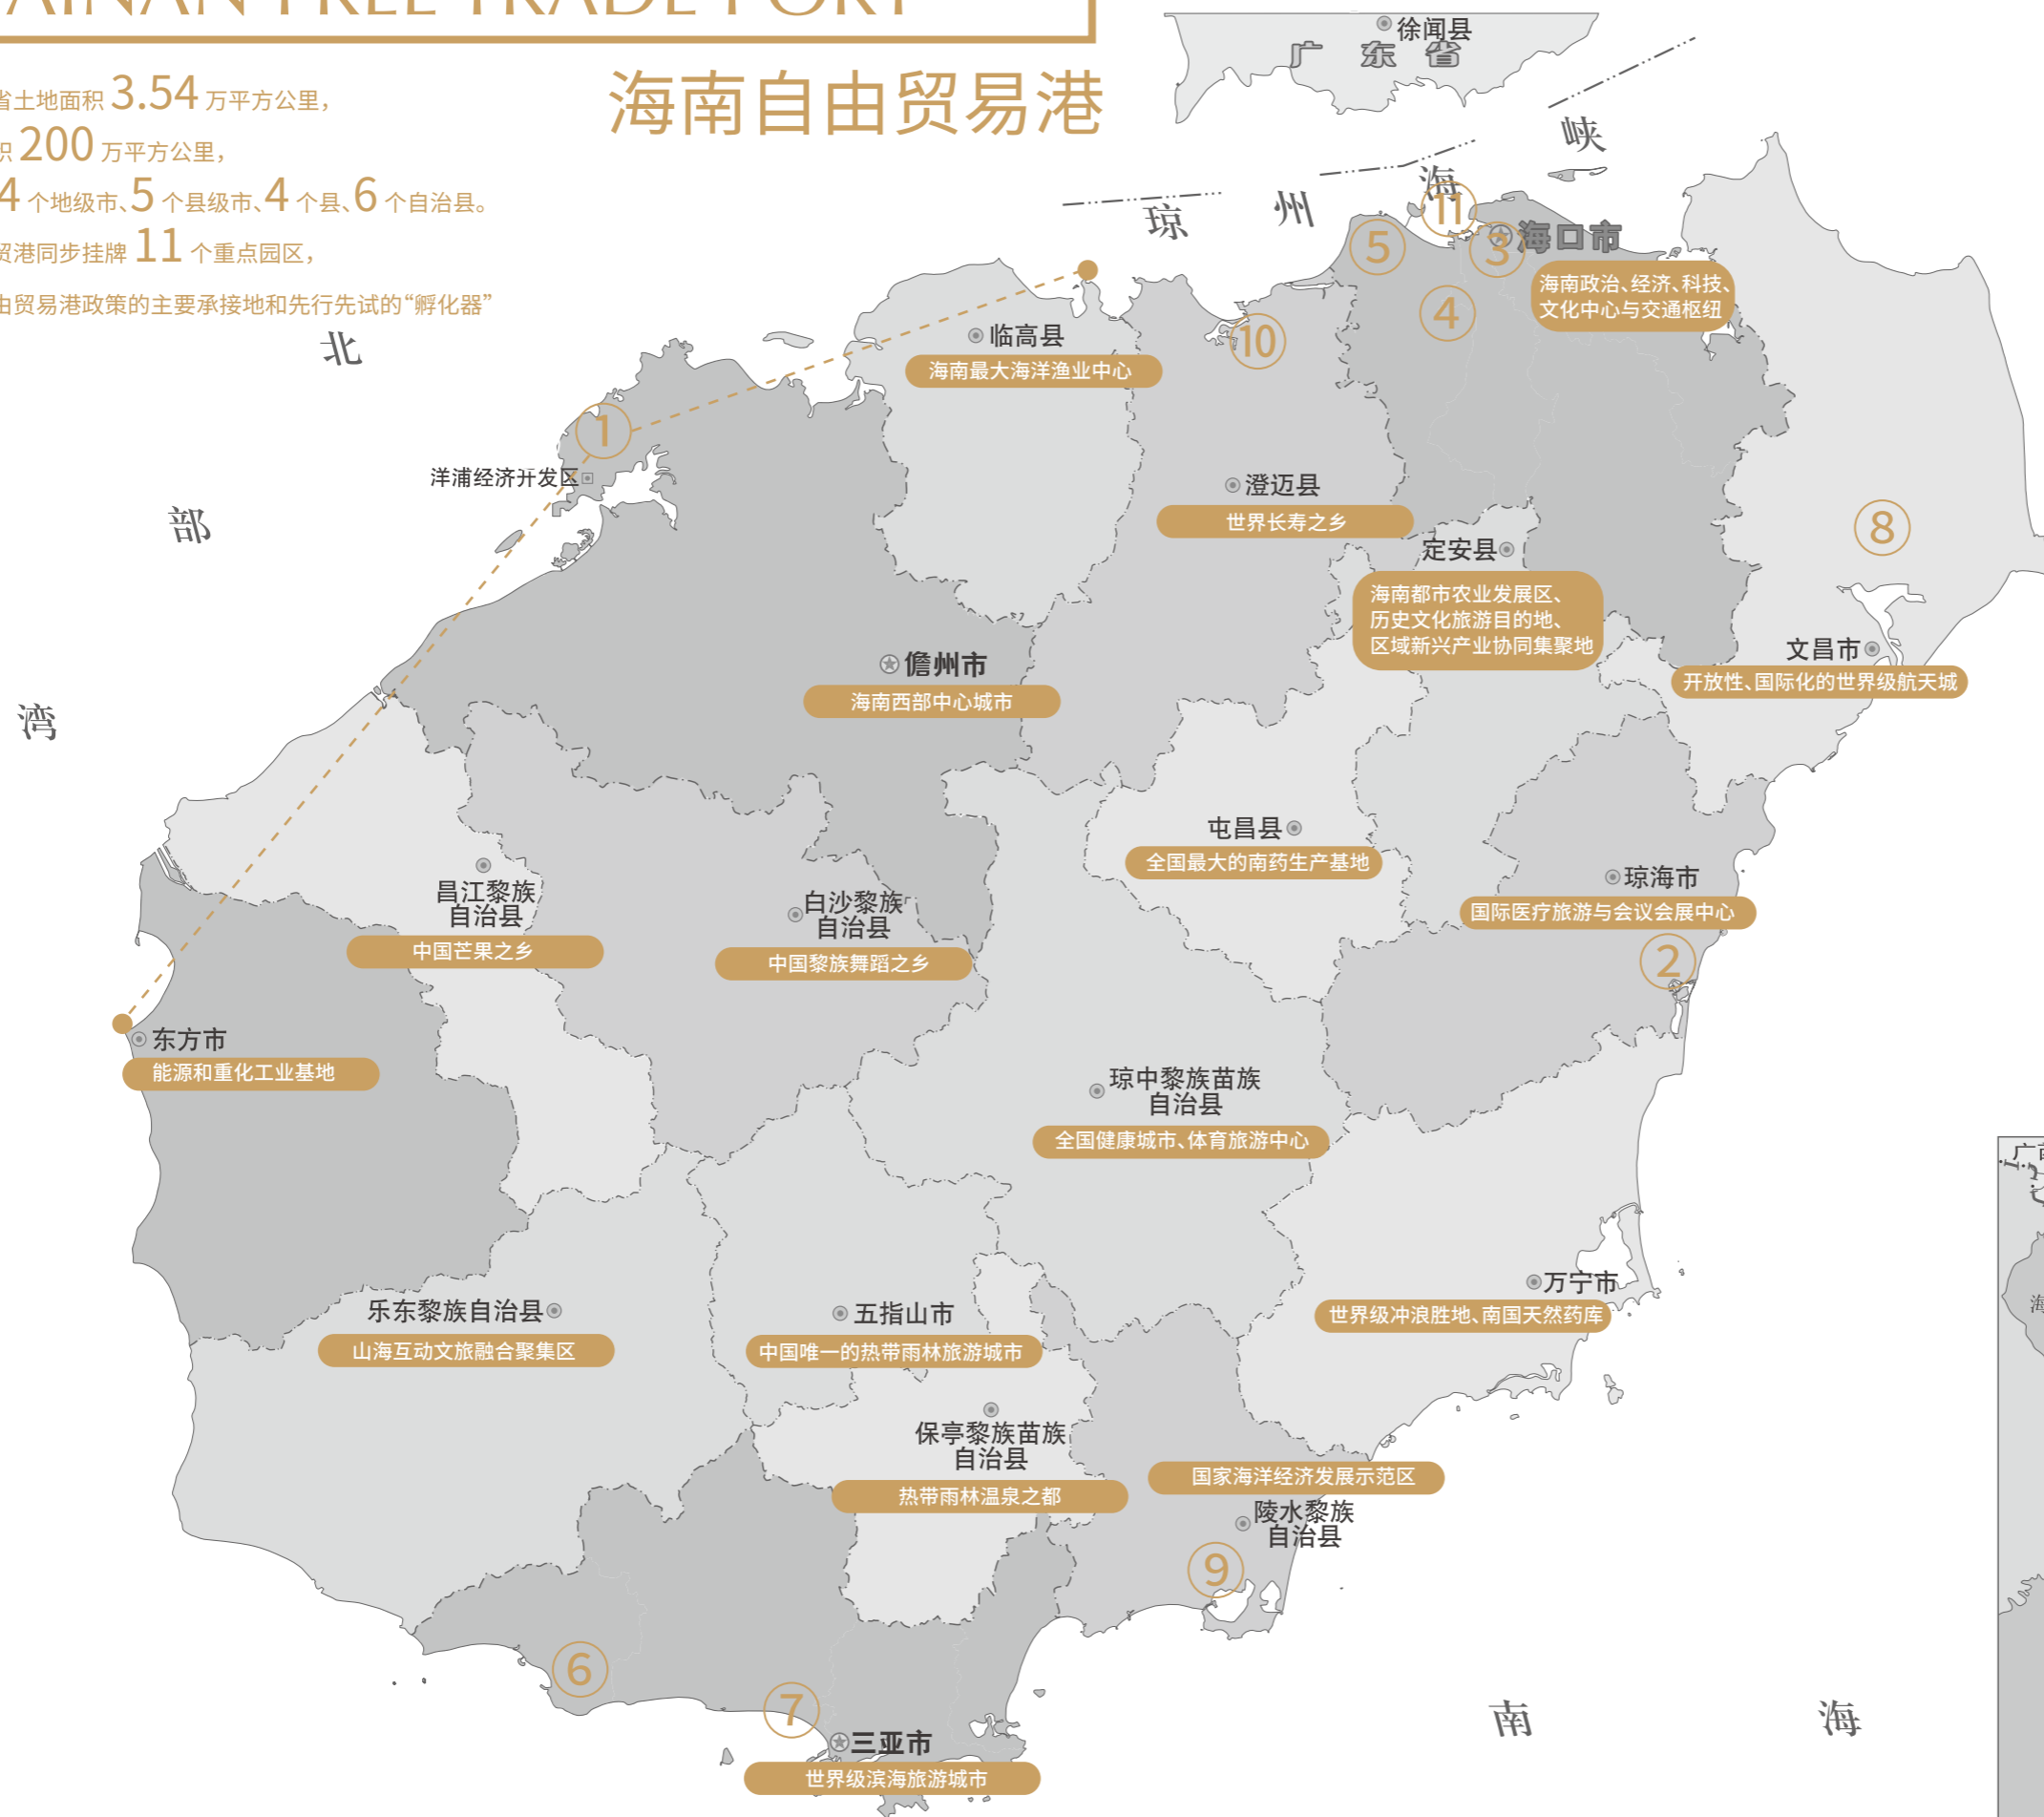 AINAN FREE TRADE PORT
海南自由贸易港
省土地面积 3.54 万平方公里，
积 200 万平方公里，
4 个地级市、5 个县级市、4 个县、6 个自治县。
贸港同步挂牌 11 个重点园区，
由贸易港政策的主要承接地和先行先试的“孵化器”
徐闻县
广东省
琼州海峡
北部湾
11
5
3
海口市
海南政治、经济、科技、
文化中心与交通枢纽
4
10
临高县
海南最大海洋渔业中心
1
洋浦经济开发区
澄迈县
世界长寿之乡
8
定安县
海南都市农业发展区、
历史文化旅游目的地、
区域新兴产业协同集聚地
文昌市
开放性、国际化的世界级航天城
儋州市
海南西部中心城市
屯昌县
全国最大的南药生产基地
琼海市
国际医疗旅游与会议会展中心
2
昌江黎族
自治县
中国芒果之乡
白沙黎族
自治县
中国黎族舞蹈之乡
东方市
能源和重化工业基地
琼中黎族苗族
自治县
全国健康城市、体育旅游中心
万宁市
世界级冲浪胜地、南国天然药库
乐东黎族自治县
山海互动文旅融合聚集区
五指山市
中国唯一的热带雨林旅游城市
保亭黎族苗族
自治县
热带雨林温泉之都
国家海洋经济发展示范区
陵水黎族
自治县
9
6
7
三亚市
世界级滨海旅游城市
南海
广
海